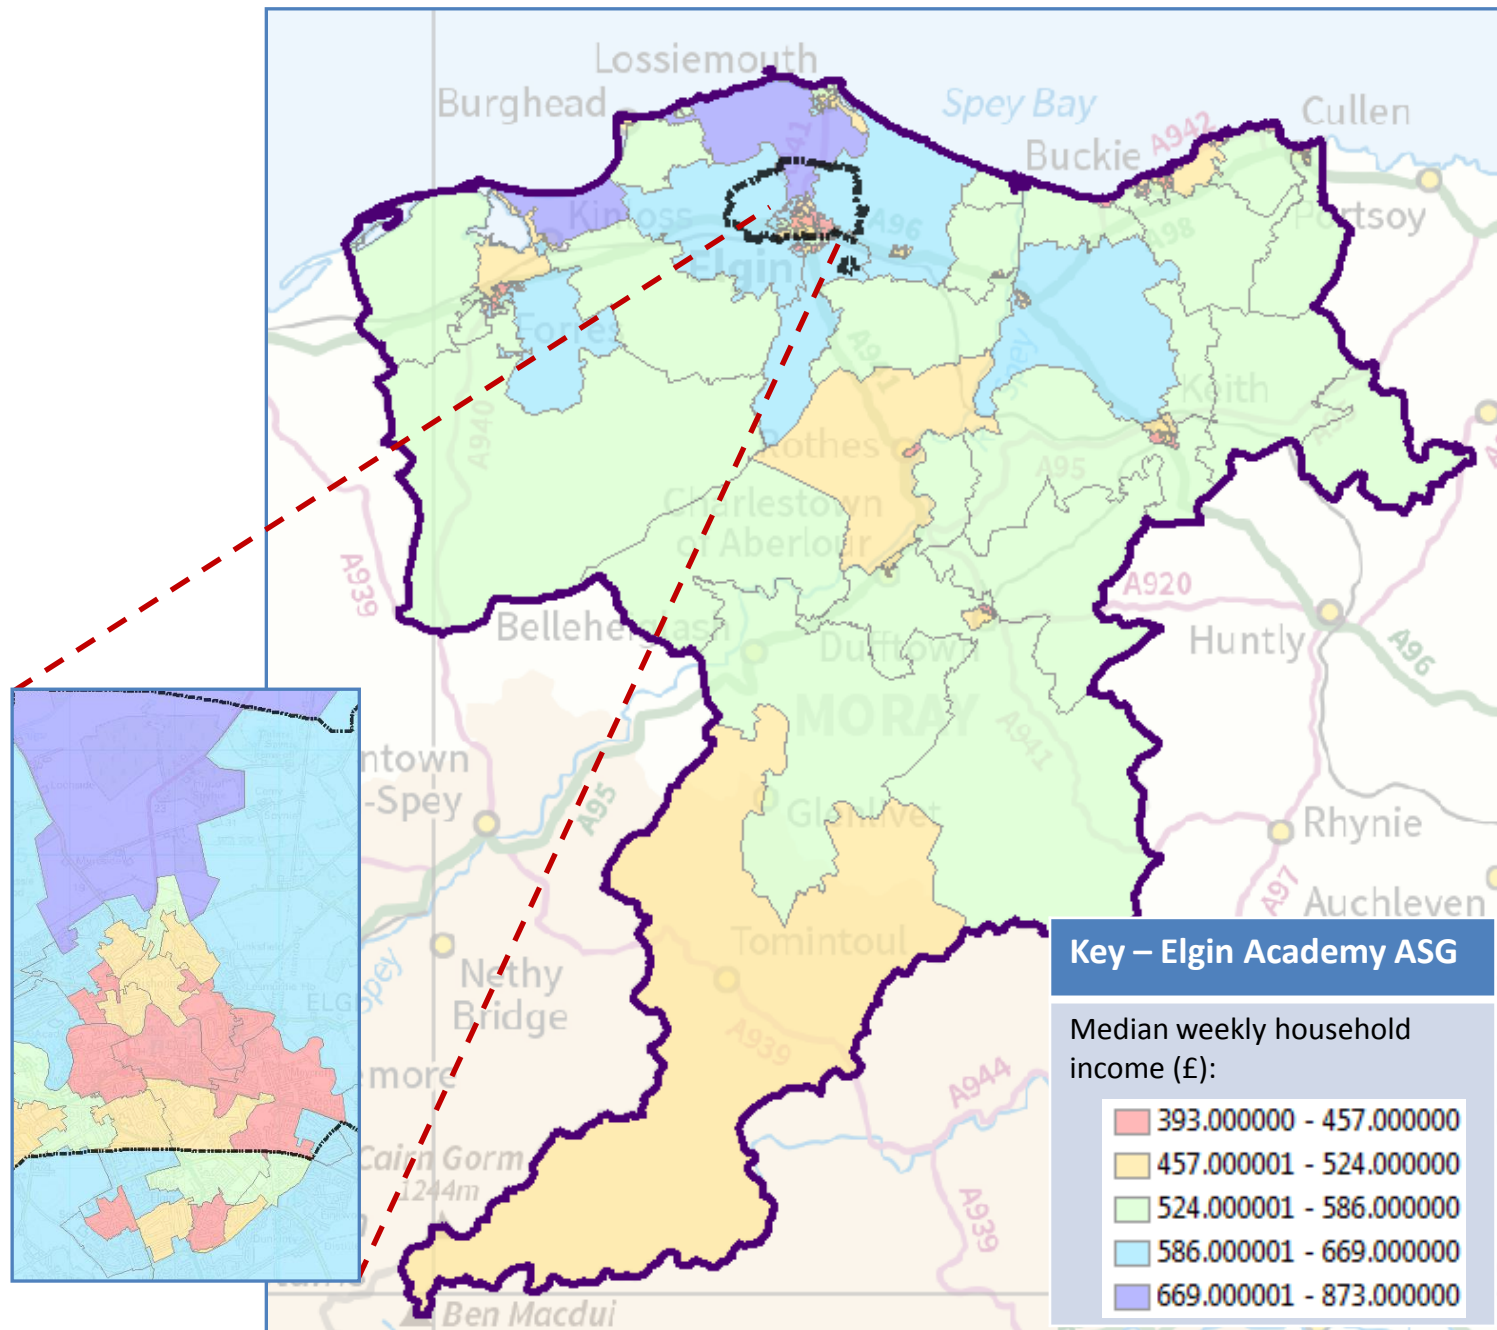 Lossiemouth
Burghead
Spey Bay
Cullen
A942
Buckie
A941
Kinloss
Portsoy
A96
A98
Elgin
Forres
A941
Spey
Keith
A940
Rothes
A95
Charlestown
of Aberlour
A939
A920
Belleheiglash
Huntly
Dufftown
A96
MORAY
A941
ntown
-Spey
A95
Glenlivet
Rhynie
A97
Auchleven
Tomintoul
Spey
Nethy
Bridge
ELG
A939
more
A944
Cairn Gorm
1244m
A939
Ben Macdui
Key – Elgin Academy ASG
Median weekly household
income (£):
393.000000 - 457.000000
457.000001 - 524.000000
524.000001 - 586.000000
586.000001 - 669.000000
669.000001 - 873.000000